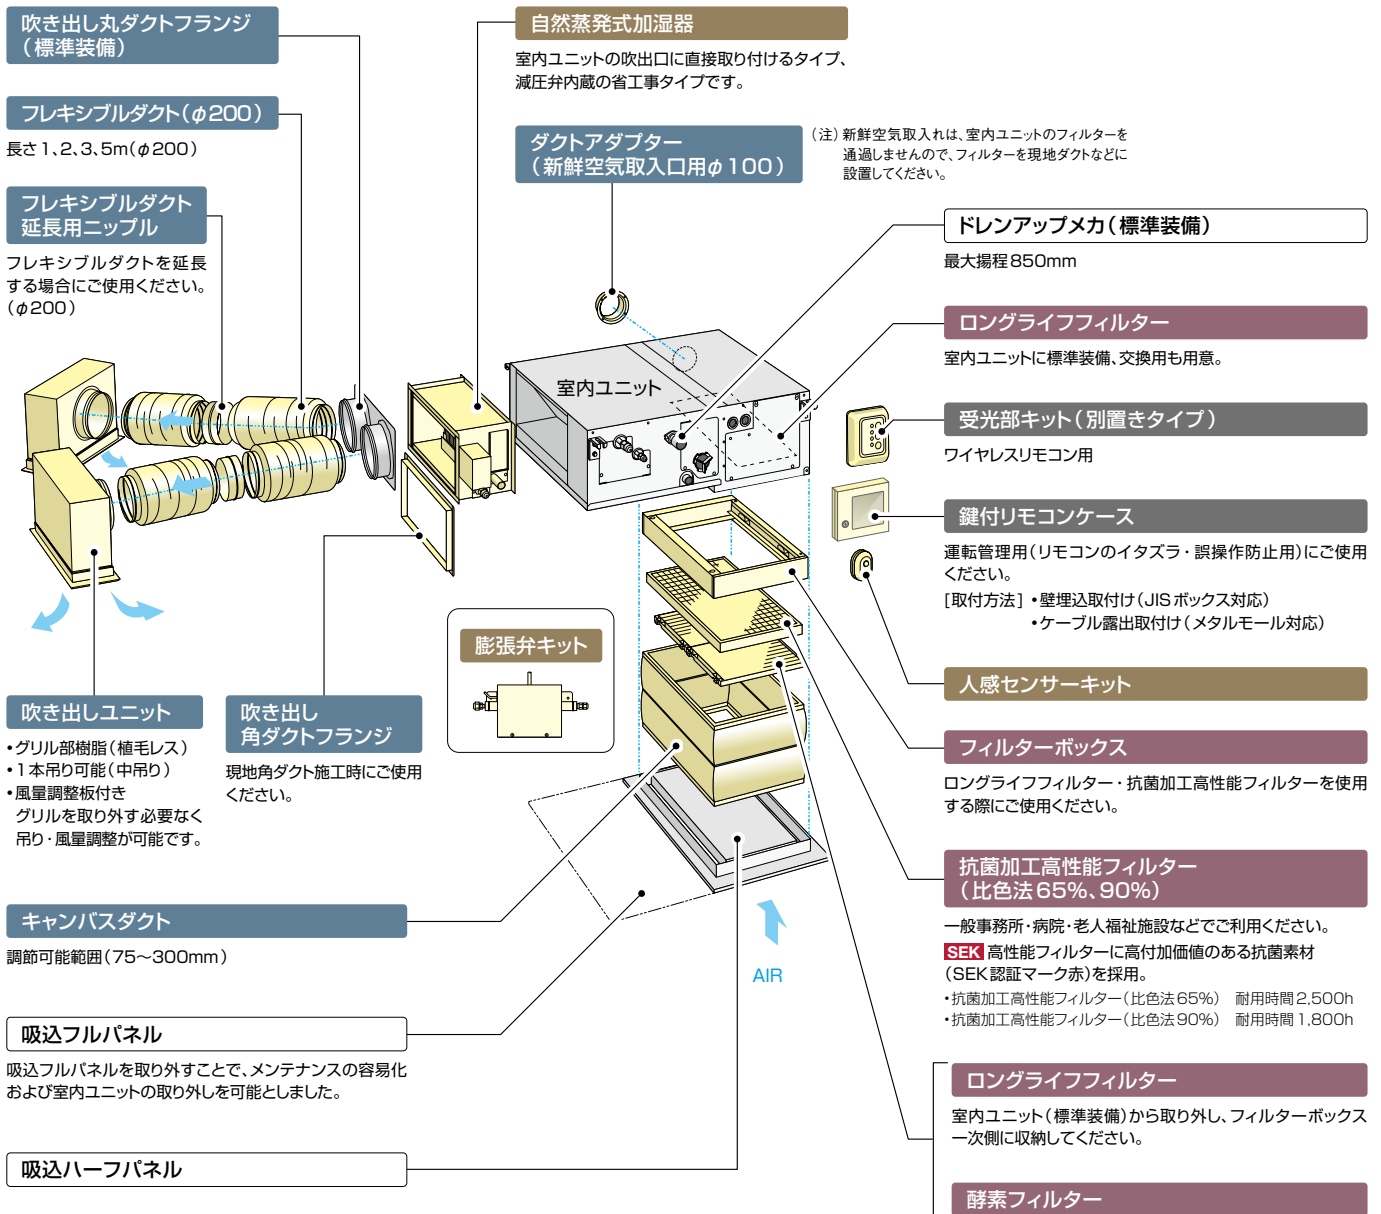 吹き出し丸ダクトフランジ
（標準装備）
フレキシブルダクト（φ200）
長さ1、2、3、5m（φ200）
フレキシブルダクト
延長用ニップル
フレキシブルダクトを延長
する場合にご使用ください。
（φ200）
自然蒸発式加湿器
室内ユニットの吹出口に直接取り付けるタイプ、
減圧弁内蔵の省工事タイプです。
ダクトアダプター
（新鮮空気取入口用φ100）
（注）新鮮空気取入れは、室内ユニットのフィルターを
通過しませんので、フィルターを現地ダクトなどに
設置してください。
室内ユニット
ドレンアップメカ（標準装備）
最大揚程850mm
ロングライフフィルター
室内ユニットに標準装備、交換用も用意。
受光部キット（別置きタイプ）
ワイヤレスリモコン用
鍵付リモコンケース
運転管理用（リモコンのイタズラ・誤操作防止用）にご使用
ください。
[取付方法] •壁埋込取付け（JISボックス対応）
•ケーブル露出取付け（メタルモール対応）
人感センサーキット
フィルターボックス
ロングライフフィルター・抗菌加工高性能フィルターを使用
する際にご使用ください。
抗菌加工高性能フィルター
（比色法65%、90%）
一般事務所・病院・老人福祉施設などでご利用ください。
SEK 高性能フィルターに高付加価値のある抗菌素材
（SEK認証マーク赤）を採用。
•抗菌加工高性能フィルター（比色法65%） 耐用時間2,500h
•抗菌加工高性能フィルター（比色法90%） 耐用時間1,800h
ロングライフフィルター
室内ユニット（標準装備）から取り外し、フィルターボックス
一次側に収納してください。
酵素フィルター
膨張弁キット
吹き出しユニット
•グリル部樹脂（植毛レス）
•1本吊り可能（中吊り）
•風量調整板付き
グリルを取り外す必要なく
吊り・風量調整が可能です。
吹き出し
角ダクトフランジ
現地角ダクト施工時にご使用
ください。
キャンバスダクト
調節可能範囲（75〜300mm）
AIR
吸込フルパネル
吸込フルパネルを取り外すことで、メンテナンスの容易化
および室内ユニットの取り外しを可能としました。
吸込ハーフパネル